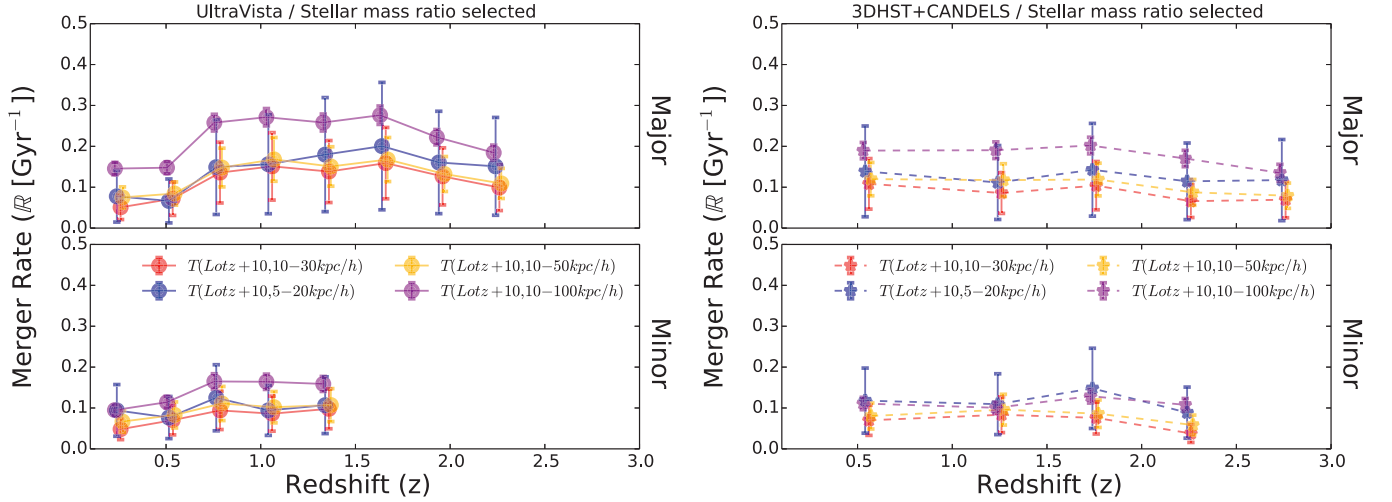 UltraVista / Stellar mass ratio selected
0.5
0.4
0.3
0.2
0.1
0.0
Major
0.5
0.4
0.3
0.2
0.1
0.0
T(Lotz+10,10−30kpc/h)
T(Lotz+10,5−20kpc/h)
T(Lotz+10,10−50kpc/h)
T(Lotz+10,10−100kpc/h)
Minor
0.5 1.0 1.5 2.0 2.5 3.0
Redshift (z)
Merger Rate (ℝ [Gyr⁻¹])
3DHST+CANDELS / Stellar mass ratio selected
0.5
0.4
0.3
0.2
0.1
0.0
Major
0.5
0.4
0.3
0.2
0.1
0.0
T(Lotz+10,10−30kpc/h)
T(Lotz+10,5−20kpc/h)
T(Lotz+10,10−50kpc/h)
T(Lotz+10,10−100kpc/h)
Minor
0.5 1.0 1.5 2.0 2.5 3.0
Redshift (z)
Merger Rate (ℝ [Gyr⁻¹])